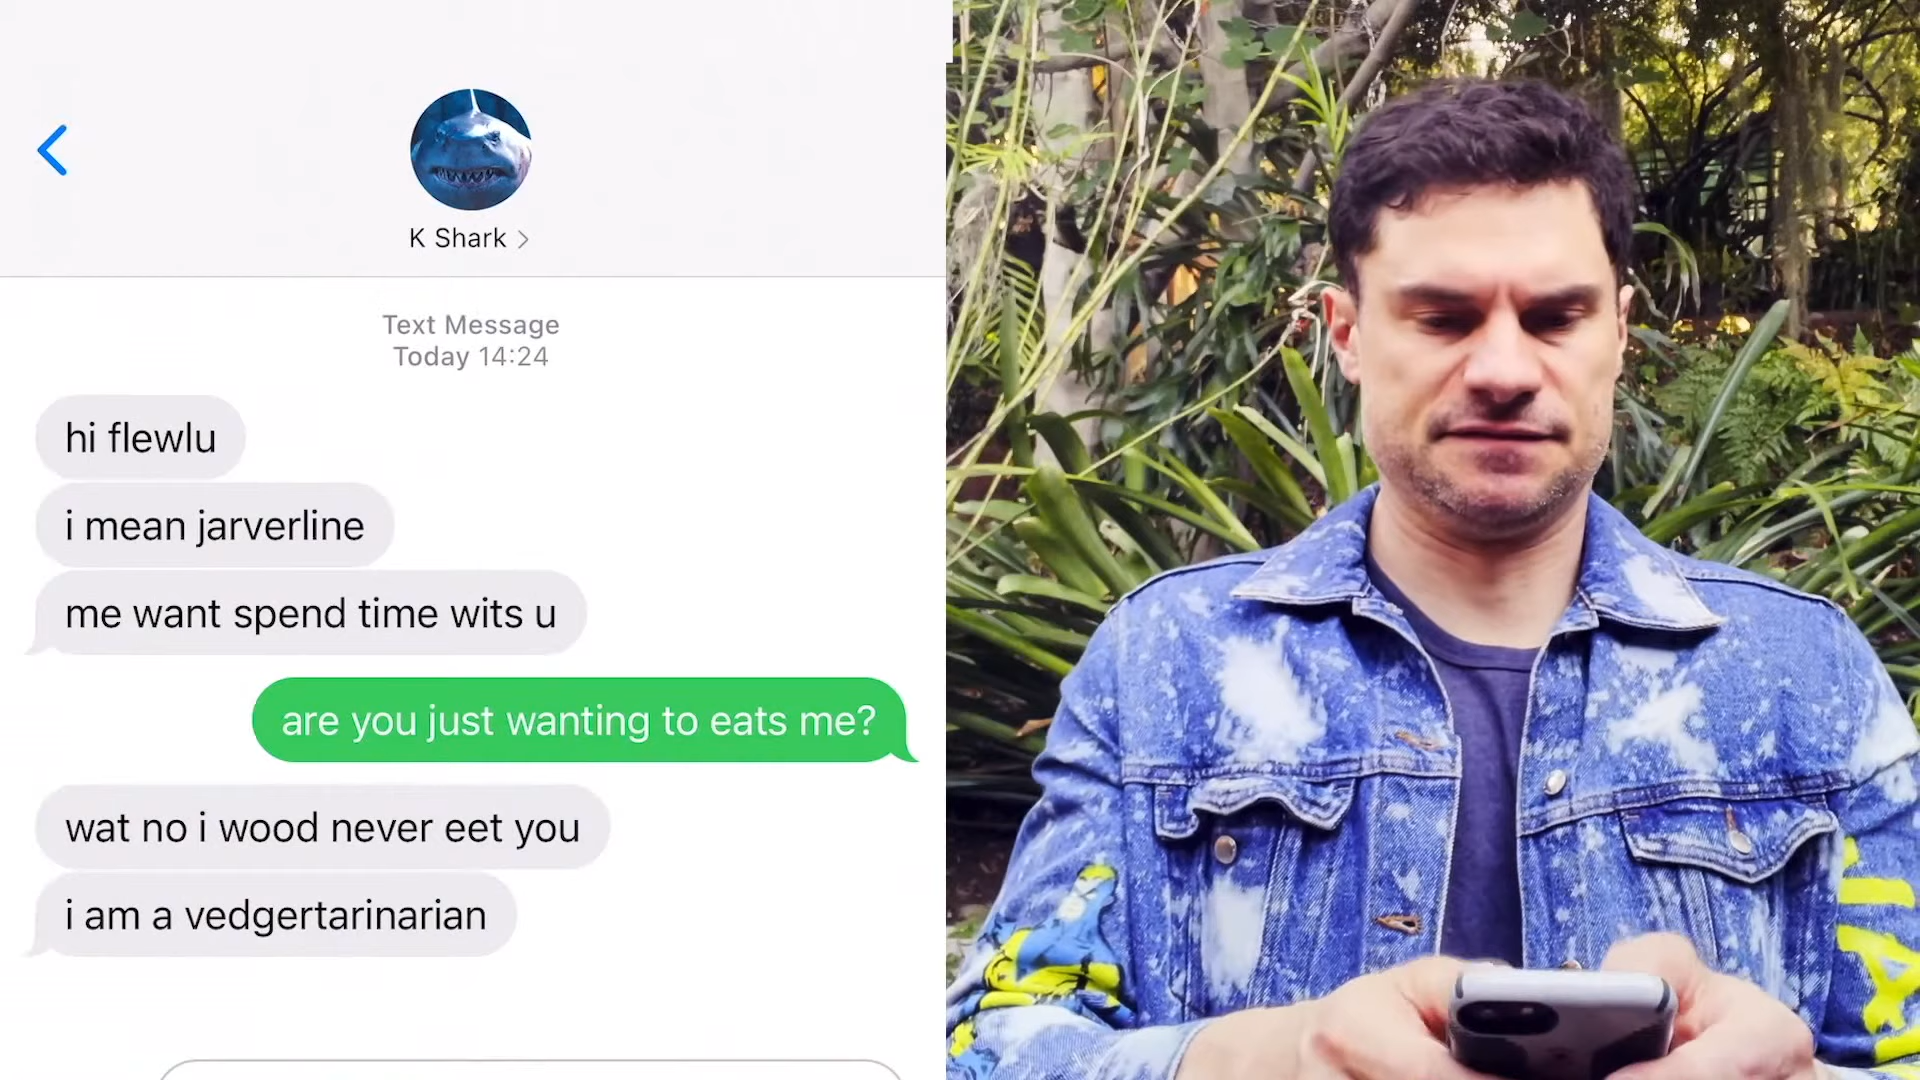 K Shark
Text Message
Today 14:24
hi flewlu
i mean jarverline
me want spend time wits u
are you just wanting to eats me?
wat no i wood never eet you
i am a vedgertarinarian